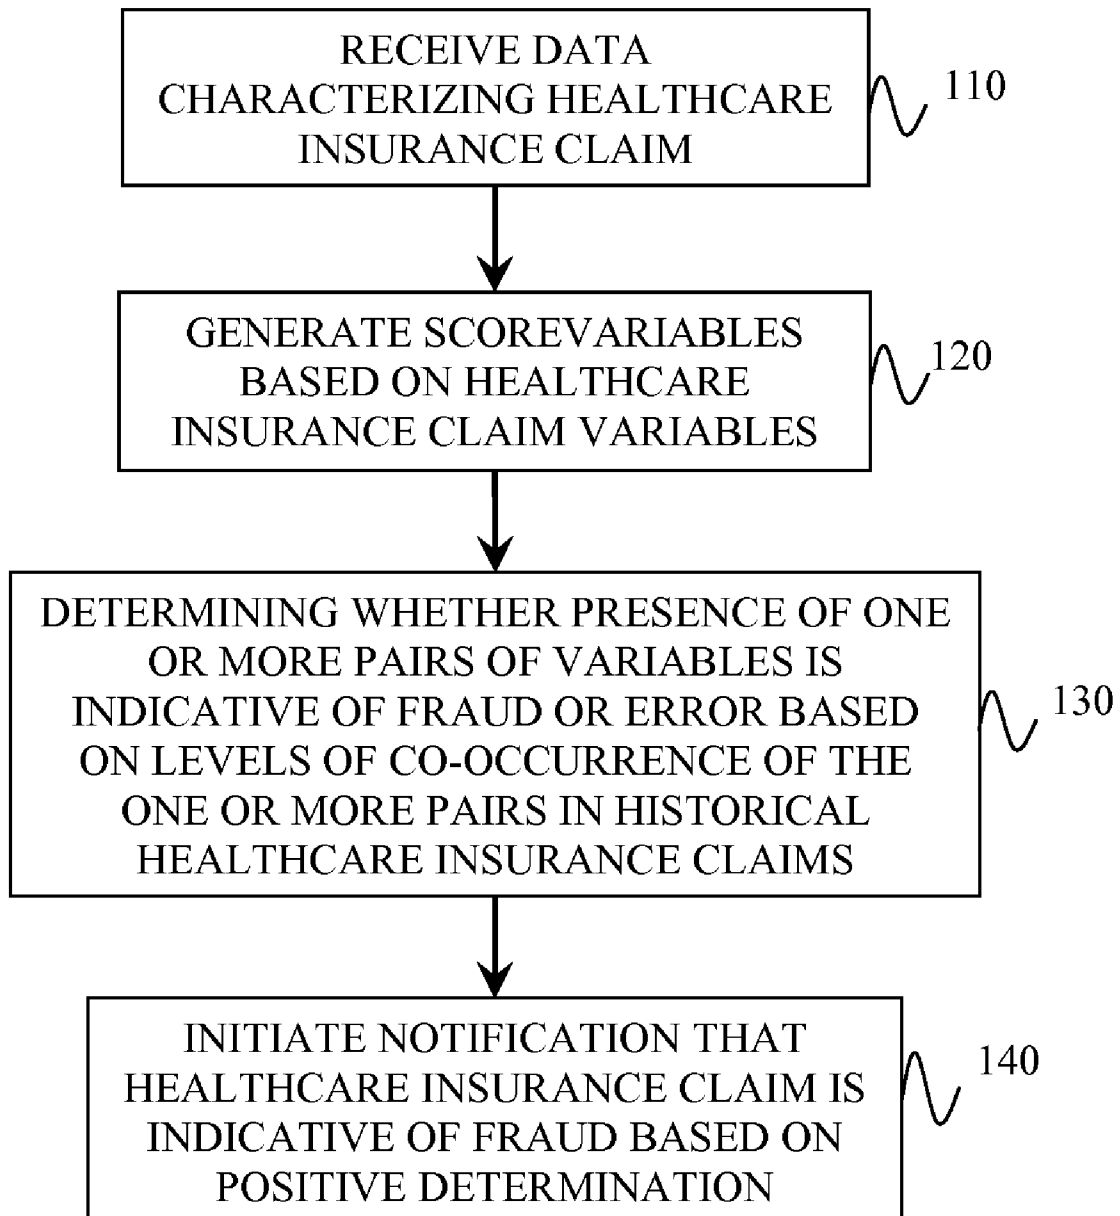 RECEIVE DATA
CHARACTERIZING HEALTHCARE
INSURANCE CLAIM
110
GENERATE SCOREVARIABLES
BASED ON HEALTHCARE
INSURANCE CLAIM VARIABLES
120
DETERMINING WHETHER PRESENCE OF ONE
OR MORE PAIRS OF VARIABLES IS
INDICATIVE OF FRAUD OR ERROR BASED
ON LEVELS OF CO-OCCURRENCE OF THE
ONE OR MORE PAIRS IN HISTORICAL
HEALTHCARE INSURANCE CLAIMS
130
INITIATE NOTIFICATION THAT
HEALTHCARE INSURANCE CLAIM IS
INDICATIVE OF FRAUD BASED ON
POSITIVE DETERMINATION
140